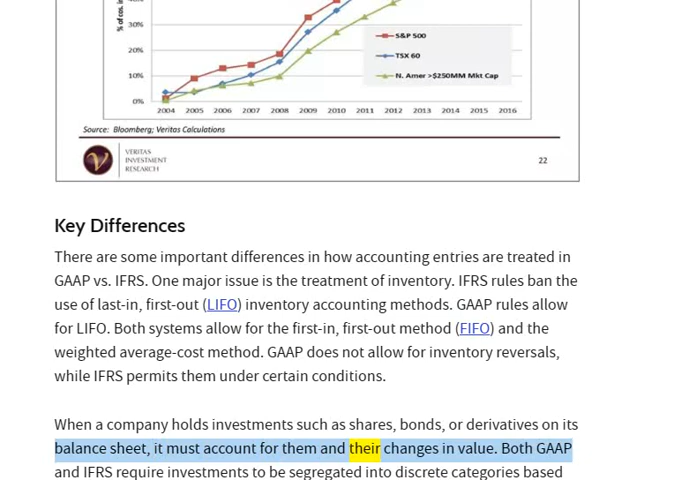 % of cos. in
30%
20%
10%
0%
S&P 500
TSX 60
N. Amer >$250MM Mkt Cap
2004 2005 2006 2007 2008 2009 2010 2011 2012 2013 2014 2015 2016
Source: Bloomberg; Veritas Calculations
V
VERITAS
INVESTMENT
RESEARCH
22
Key Differences
There are some important differences in how accounting entries are treated in
GAAP vs. IFRS. One major issue is the treatment of inventory. IFRS rules ban the
use of last-in, first-out (LIFO) inventory accounting methods. GAAP rules allow
for LIFO. Both systems allow for the first-in, first-out method (FIFO) and the
weighted average-cost method. GAAP does not allow for inventory reversals,
while IFRS permits them under certain conditions.
When a company holds investments such as shares, bonds, or derivatives on its
balance sheet, it must account for them and their changes in value. Both GAAP
and IFRS require investments to be segregated into discrete categories based